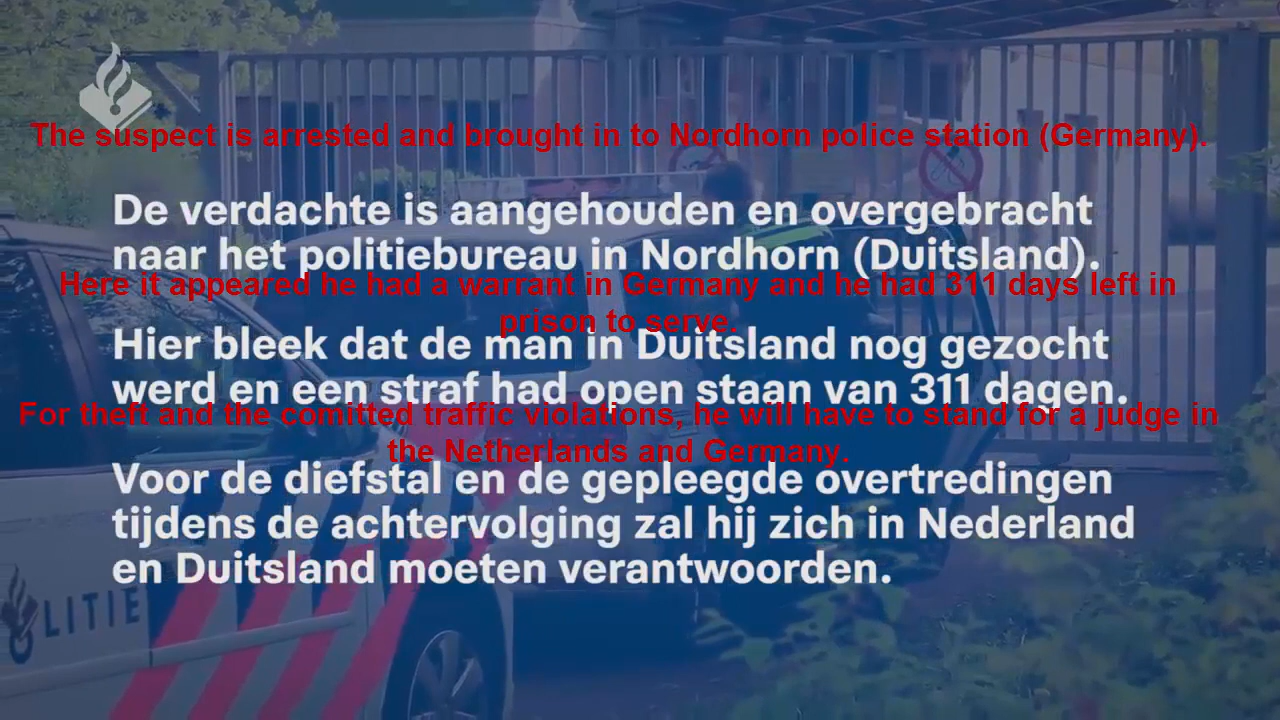 The suspect is arrested and brought in to Nordhorn police station (Germany).
De verdachte is aangehouden en overgebracht
naar het politiebureau in Nordhorn (Duitsland).
Here it appeared he had a warrant in Germany and he had 311 days left in
prison to serve.
Hier bleek dat de man in Duitsland nog gezocht
werd en een straf had open staan van 311 dagen.
For theft and the comitted traffic violations, he will have to stand for a judge in
the Netherlands and Germany.
Voor de diefstal en de gepleegde overtredingen
tijdens de achtervolging zal hij zich in Nederland
en Duitsland moeten verantwoorden.
LITIE